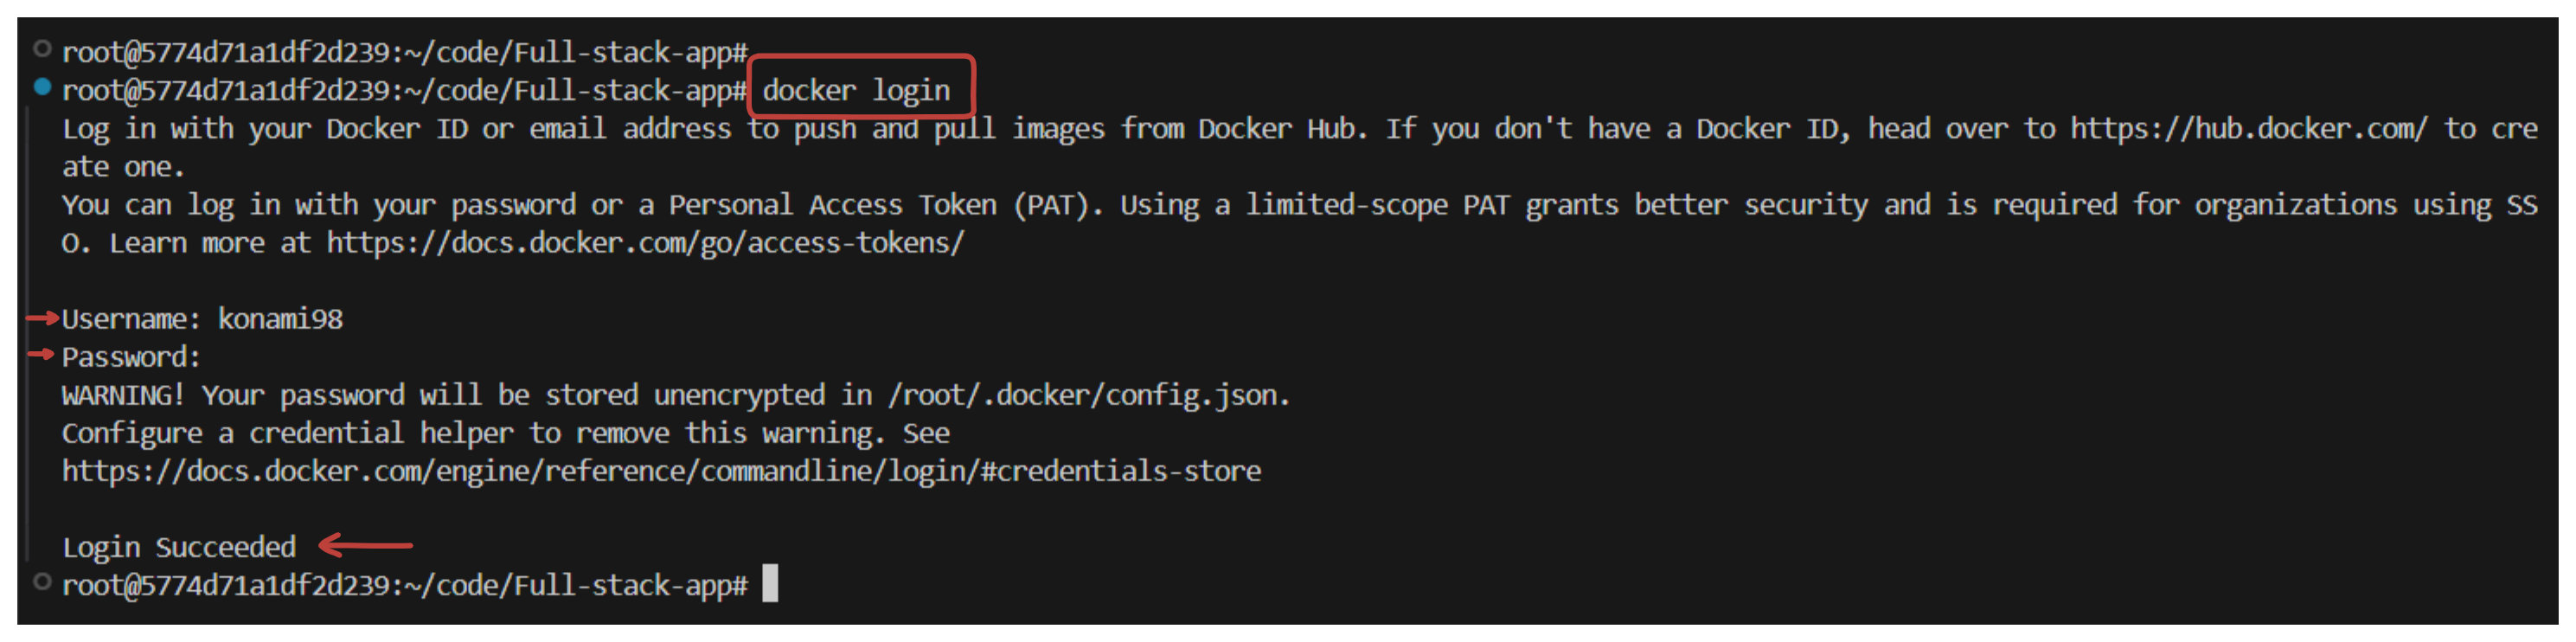 root@5774d71a1df2d239:~/code/Full-stack-app#
root@5774d71a1df2d239:~/code/Full-stack-app# docker login
Log in with your Docker ID or email address to push and pull images from Docker Hub. If you don't have a Docker ID, head over to https://hub.docker.com/ to cre
ate one.
You can log in with your password or a Personal Access Token (PAT). Using a limited-scope PAT grants better security and is required for organizations using SS
O. Learn more at https://docs.docker.com/go/access-tokens/
Username: konami98
Password:
WARNING! Your password will be stored unencrypted in /root/.docker/config.json.
Configure a credential helper to remove this warning. See
https://docs.docker.com/engine/reference/commandline/login/#credentials-store
Login Succeeded
root@5774d71a1df2d239:~/code/Full-stack-app#